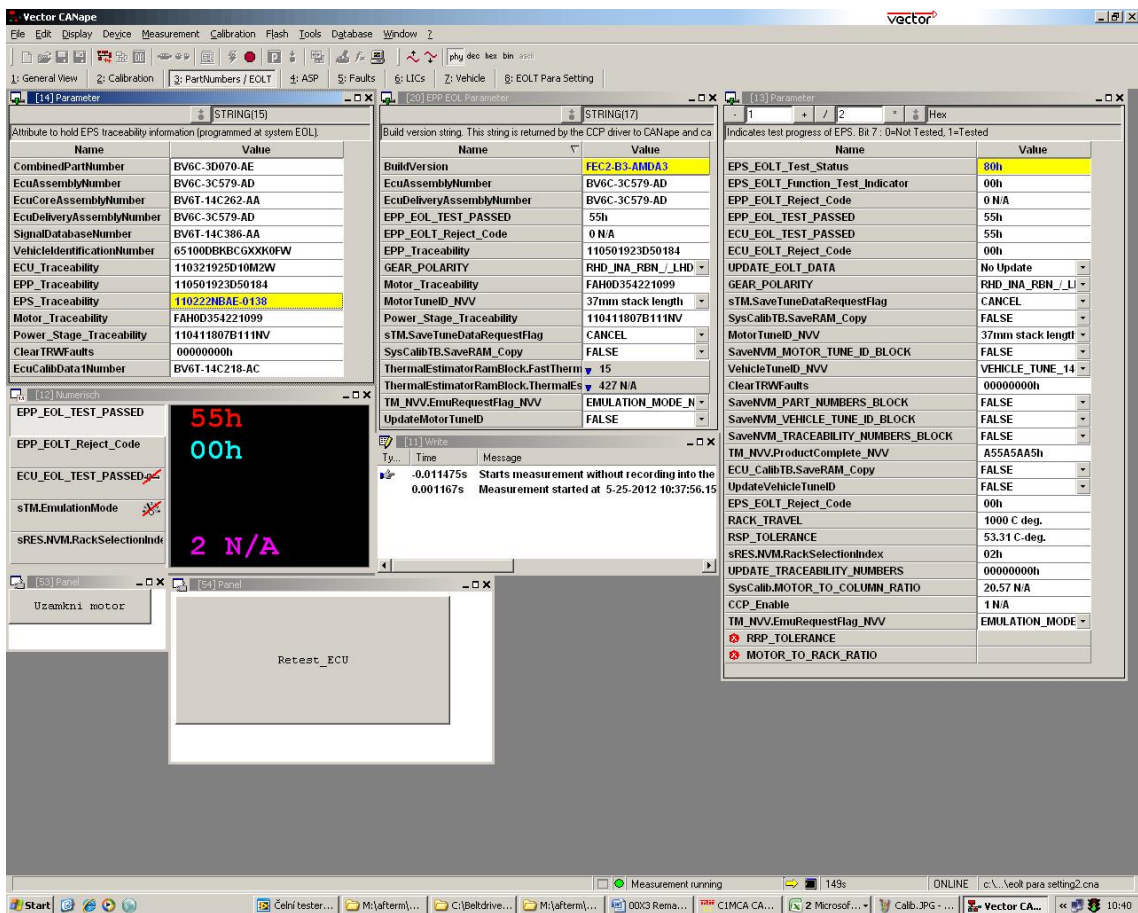 Vector CANape
vector
File Edit Display Device Measurement Calibration Flash Tools Database Window ?
phy dec hex bin ascii
1: General View 2: Calibration 3: PartNumbers / EOLT 4: ASP 5: Faults 6: LICs 7: Vehicle 8: EOLT Para Setting
[14] Parameter
STRING(15)
Attribute to hold EPS traceability information (programmed at system EOL).
Name Value
CombinedPartNumber BV6C-3D070-AE
EcuAssemblyNumber BV6C-3C579-AD
EcuCoreAssemblyNumber BV6T-14C262-AA
EcuDeliveryAssemblyNumber BV6C-3C579-AD
SignalDatabaseNumber BV6T-14C386-AA
VehicleIdentificationNumber 65100DBKBCGXXK0FW
ECU_Traceability 110321925D10M2W
EPP_Traceability 110501923D50184
EPS_Traceability 110222NBAE-0138
Motor_Traceability FAH0D354221099
Power_Stage_Traceability 110411807B111NV
ClearTRWFaults 00000000h
EcuCalibData1Number BV6T-14C218-AC
[20] EPP EOL Parameter
STRING(17)
Build version string. This string is returned by the CCP driver to CANape and ca
Name Value
BuildVersion FEC2-B3-AMDA3
EcuAssemblyNumber BV6C-3C579-AD
EcuDeliveryAssemblyNumber BV6C-3C579-AD
EPP_EOL_TEST_PASSED 55h
EPP_EOLT_Reject_Code 0 N/A
EPP_Traceability 110501923D50184
GEAR_POLARITY RHD_INA_RBN_/_LHD
Motor_Traceability FAH0D354221099
MotorTuneID_NVV 37mm stack length
Power_Stage_Traceability 110411807B111NV
sTM.SaveTuneDataRequestFlag CANCEL
SysCalibTB.SaveRAM_Copy FALSE
ThermalEstimatorRamBlock.FastTherm 15
ThermalEstimatorRamBlock.ThermalEs 427 N/A
TM_NVV.EmuRequestFlag_NVV EMULATION_MODE_N
UpdateMotorTuneID FALSE
[13] Parameter
- 1 + / 2 * Hex
Indicates test progress of EPS. Bit 7 : 0=Not Tested, 1=Tested
Name Value
EPS_EOLT_Test_Status 80h
EPS_EOLT_Function_Test_Indicator 00h
EPP_EOLT_Reject_Code 0 N/A
EPP_EOL_TEST_PASSED 55h
ECU_EOL_TEST_PASSED 55h
ECU_EOLT_Reject_Code 00h
UPDATE_EOLT_DATA No Update
GEAR_POLARITY RHD_INA_RBN_/_L
sTM.SaveTuneDataRequestFlag CANCEL
SysCalibTB.SaveRAM_Copy FALSE
MotorTuneID_NVV 37mm stack lengtl
SaveNVM_MOTOR_TUNE_ID_BLOCK FALSE
VehicleTuneID_NVV VEHICLE_TUNE_14
ClearTRWFaults 00000000h
SaveNVM_PART_NUMBERS_BLOCK FALSE
SaveNVM_VEHICLE_TUNE_ID_BLOCK FALSE
SaveNVM_TRACEABILITY_NUMBERS_BLOCK FALSE
TM_NVV.ProductComplete_NVV A55A5AA5h
ECU_CalibTB.SaveRAM_Copy FALSE
UpdateVehicleTuneID FALSE
EPS_EOLT_Reject_Code 00h
RACK_TRAVEL 1000 C deg.
RSP_TOLERANCE 53.31 C-deg.
sRES.NVM.RackSelectionIndex 02h
UPDATE_TRACEABILITY_NUMBERS 00000000h
SysCalib.MOTOR_TO_COLUMN_RATIO 20.57 N/A
CCP_Enable 1 N/A
TM_NVV.EmuRequestFlag_NVV EMULATION_MODE
RRP_TOLERANCE
MOTOR_TO_RACK_RATIO
[12] Numerisch
EPP_EOL_TEST_PASSED 55h
EPP_EOLT_Reject_Code 00h
ECU_EOL_TEST_PASSED
sTM.EmulationMode
sRES.NVM.RackSelectionInde 2 N/A
[11] Write
Ty... Time Message
-0.011475s Starts measurement without recording into the
0.001167s Measurement started at 5-25-2012 10:37:56.15
[53] Panel
Uzamkni motor
[54] Panel
Retest_ECU
Measurement running 149s ONLINE c:\...\eolt para setting2.cna
Start Čelní tester... M:\afterm\... C:\Beltdrive... M:\afterm\... 00X3 Rema... C1MCA CA... 2 Microsof... Calib.JPG - ... Vector CA... « 10:40